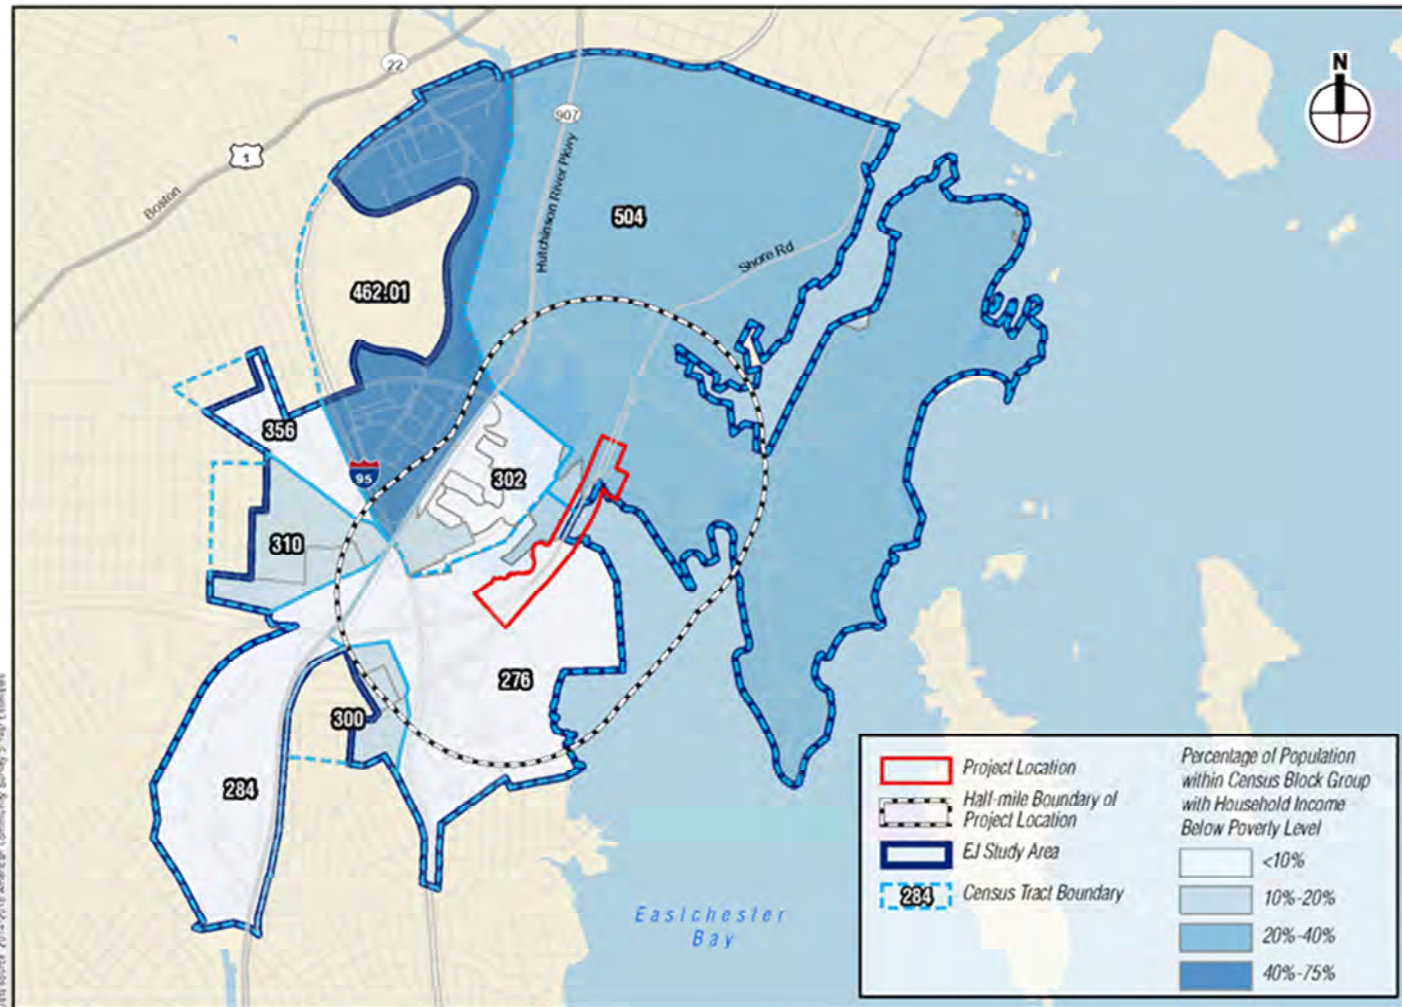 N
22
907
1
Boston
Hutchinson River Pkwy
504
Shore Rd
462.01
356
95
302
310
276
300
284
Eastchester
Bay
Project Location
Half-mile Boundary of
Project Location
EJ Study Area
284
Census Tract Boundary
Percentage of Population
within Census Block Group
with Household Income
Below Poverty Level
<10%
10%-20%
20%-40%
40%-75%